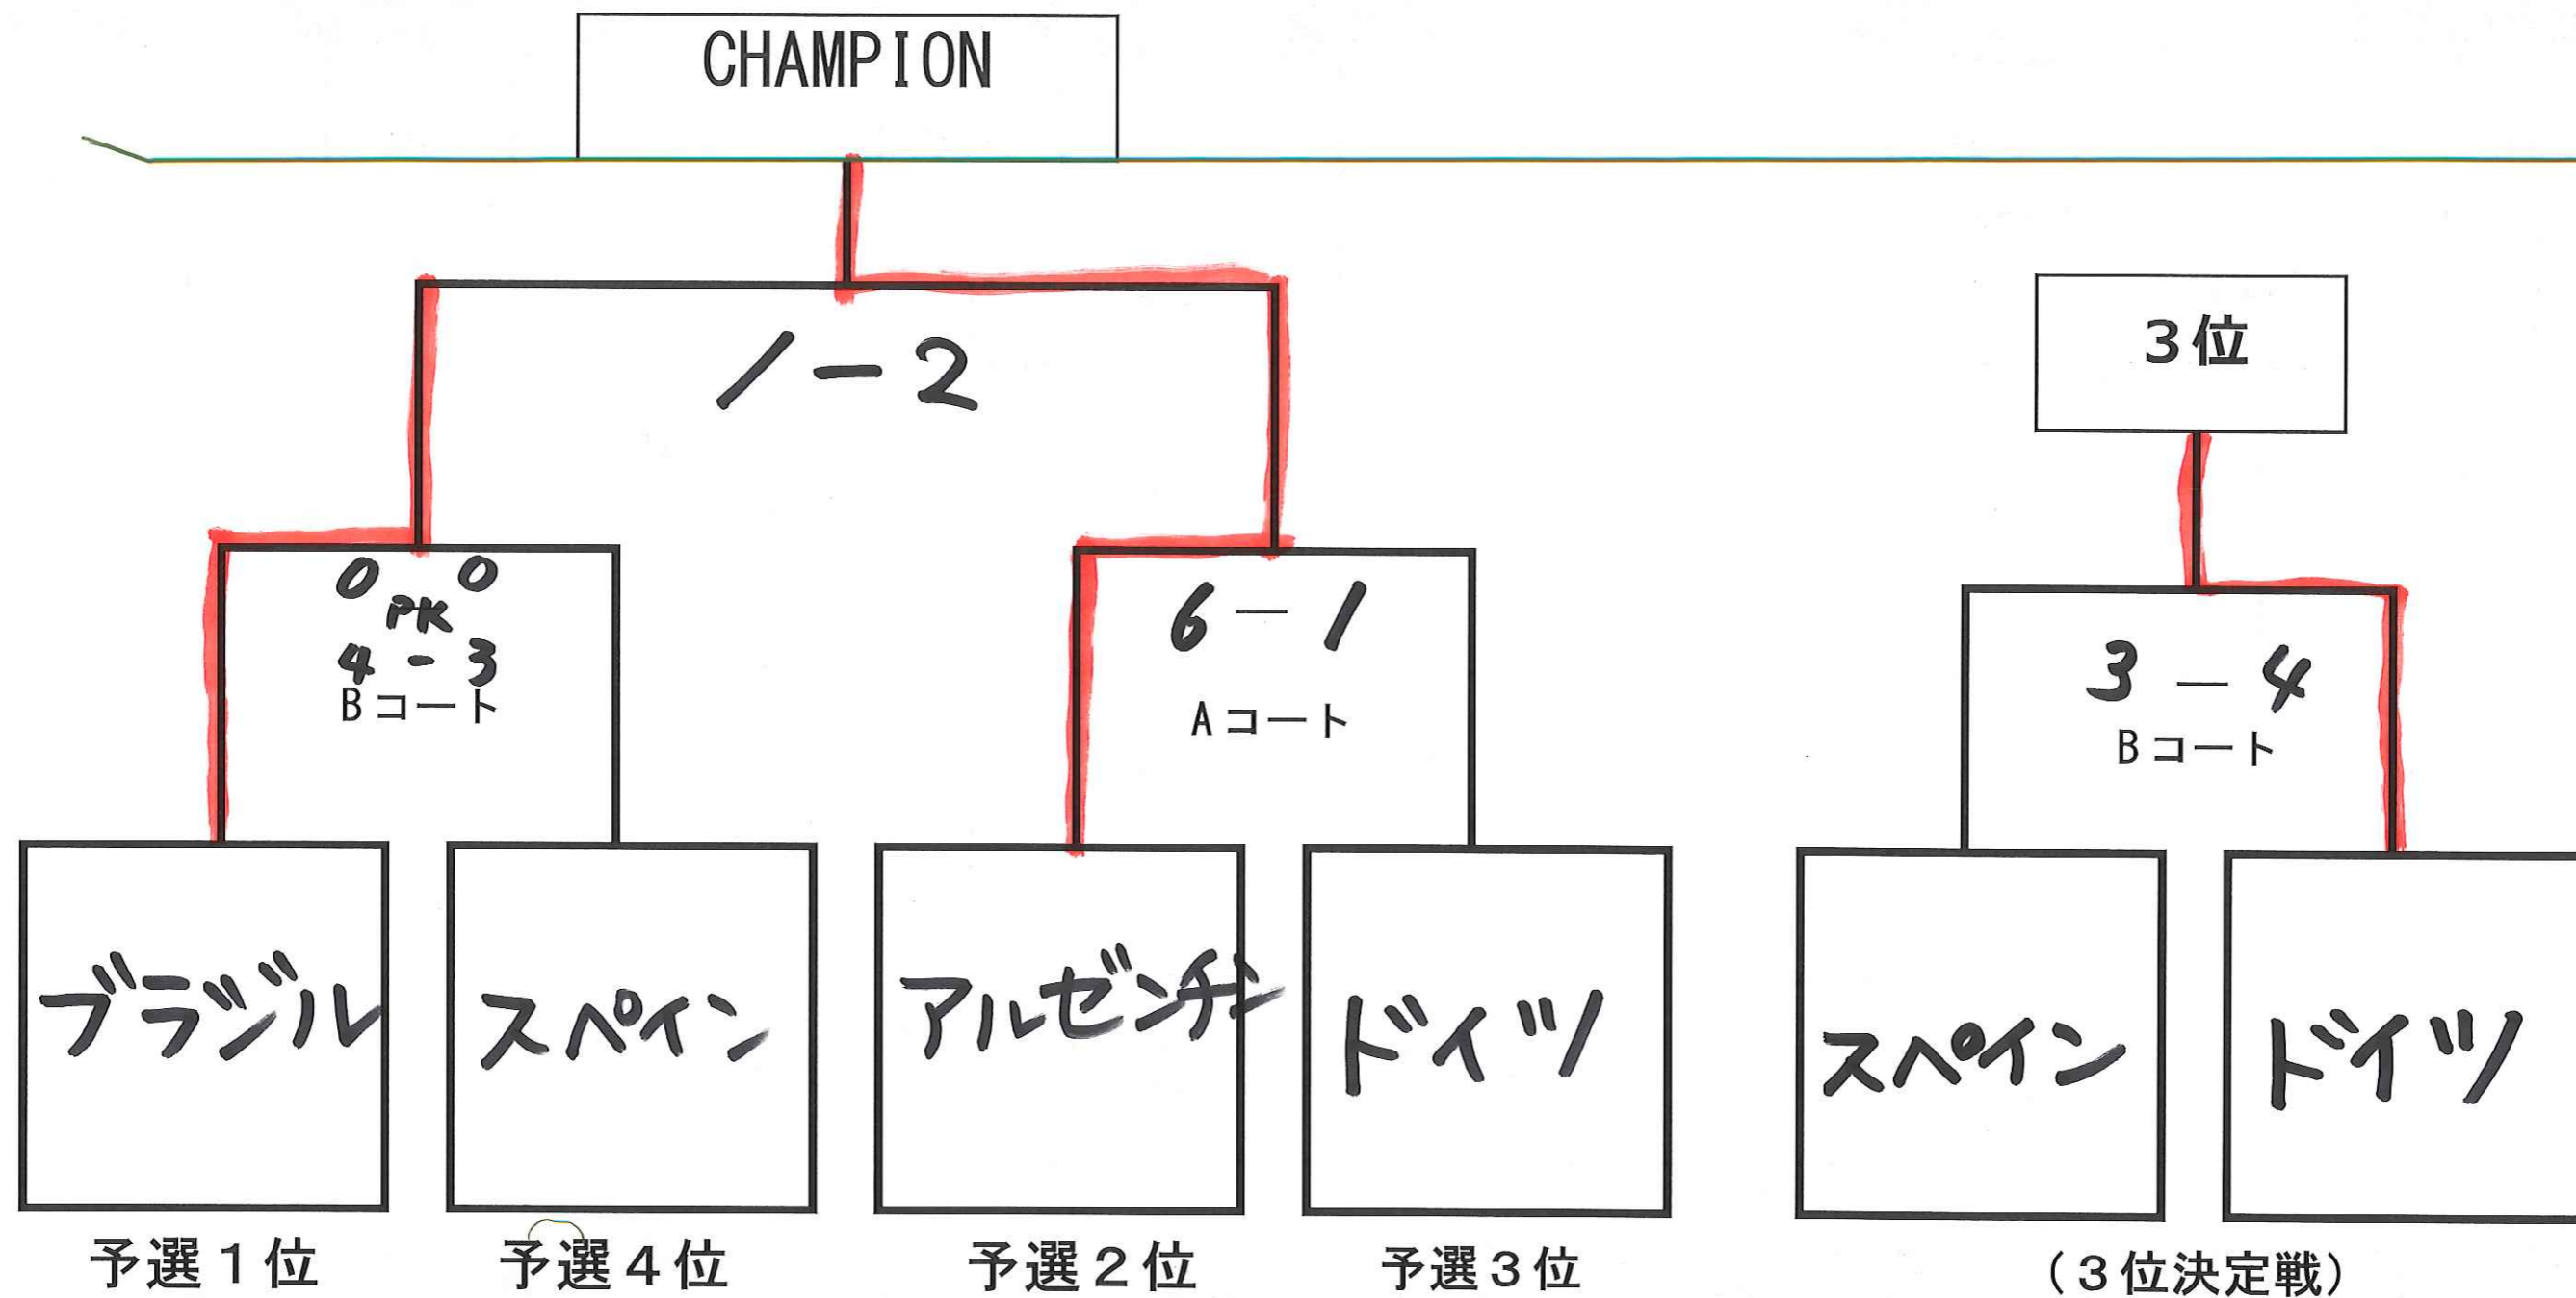 CHAMPION
1-2
3位
0 0
PK
4-3
Bコート
6-1
Aコート
3-4
Bコート
ブラジル
スペイン
アルゼンチン
ドイツ
スペイン
ドイツ
予選1位
予選4位
予選2位
予選3位
(3位決定戦)